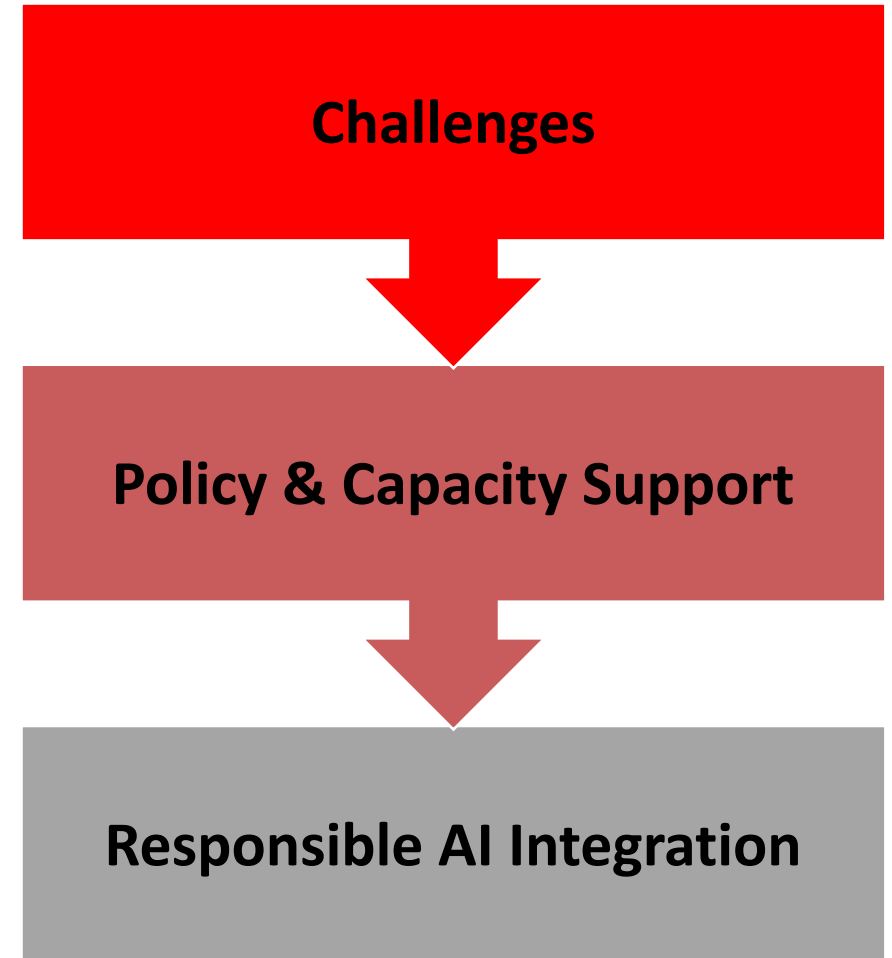 Challenges
Policy & Capacity Support
Responsible AI Integration